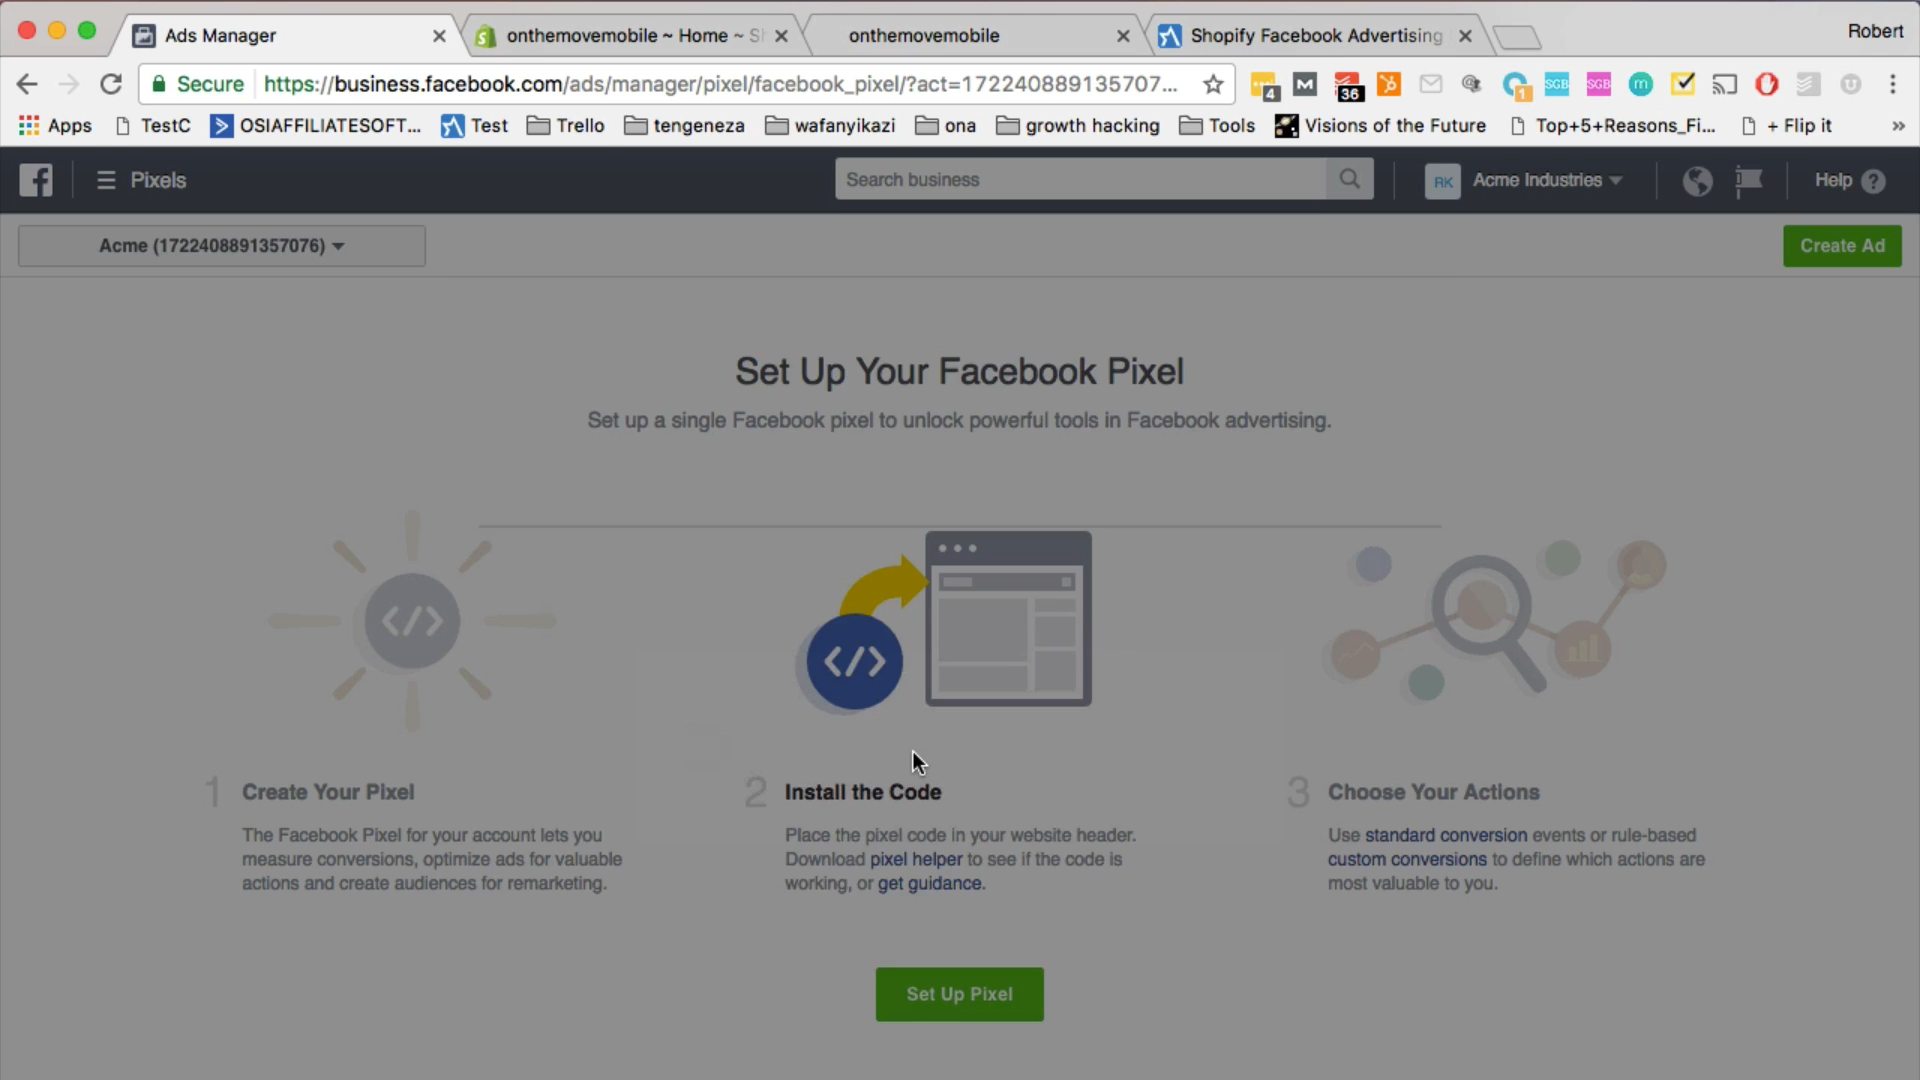 Ads Manager
onthemovemobile ~ Home ~ Sh
onthemovemobile
Shopify Facebook Advertising
Robert
Secure
https://business.facebook.com/ads/manager/pixel/facebook_pixel/?act=172240889135707...
4
M
36
SGB
SGB
m
1
Apps
TestC
OSIAFFILIATESOFT...
Test
Trello
tengeneza
wafanyikazi
ona
growth hacking
Tools
Visions of the Future
Top+5+Reasons_Fi...
+ Flip it
»
Pixels
Search business
RK
Acme Industries
Help
Acme (1722408891357076)
Create Ad
Set Up Your Facebook Pixel
Set up a single Facebook pixel to unlock powerful tools in Facebook advertising.
</>
</>
1 Create Your Pixel
The Facebook Pixel for your account lets you
measure conversions, optimize ads for valuable
actions and create audiences for remarketing.
2 Install the Code
Place the pixel code in your website header.
Download pixel helper to see if the code is
working, or get guidance.
3 Choose Your Actions
Use standard conversion events or rule-based
custom conversions to define which actions are
most valuable to you.
Set Up Pixel